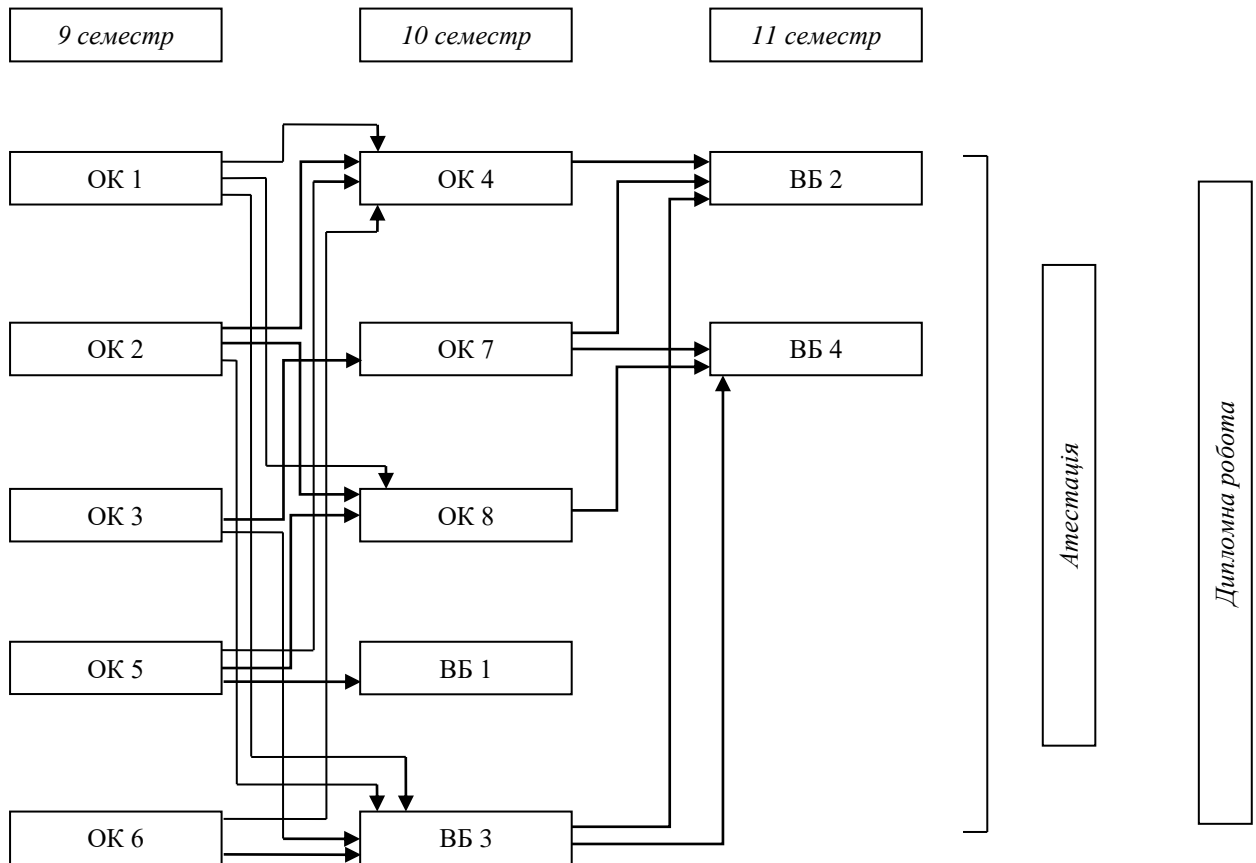 9 семестр
10 семестр
11 семестр
ОК 1
ОК 4
ВБ 2
ОК 2
ОК 7
ВБ 4
ОК 3
ОК 8
ОК 5
ВБ 1
ОК 6
ВБ 3
Атестація
Дипломна робота